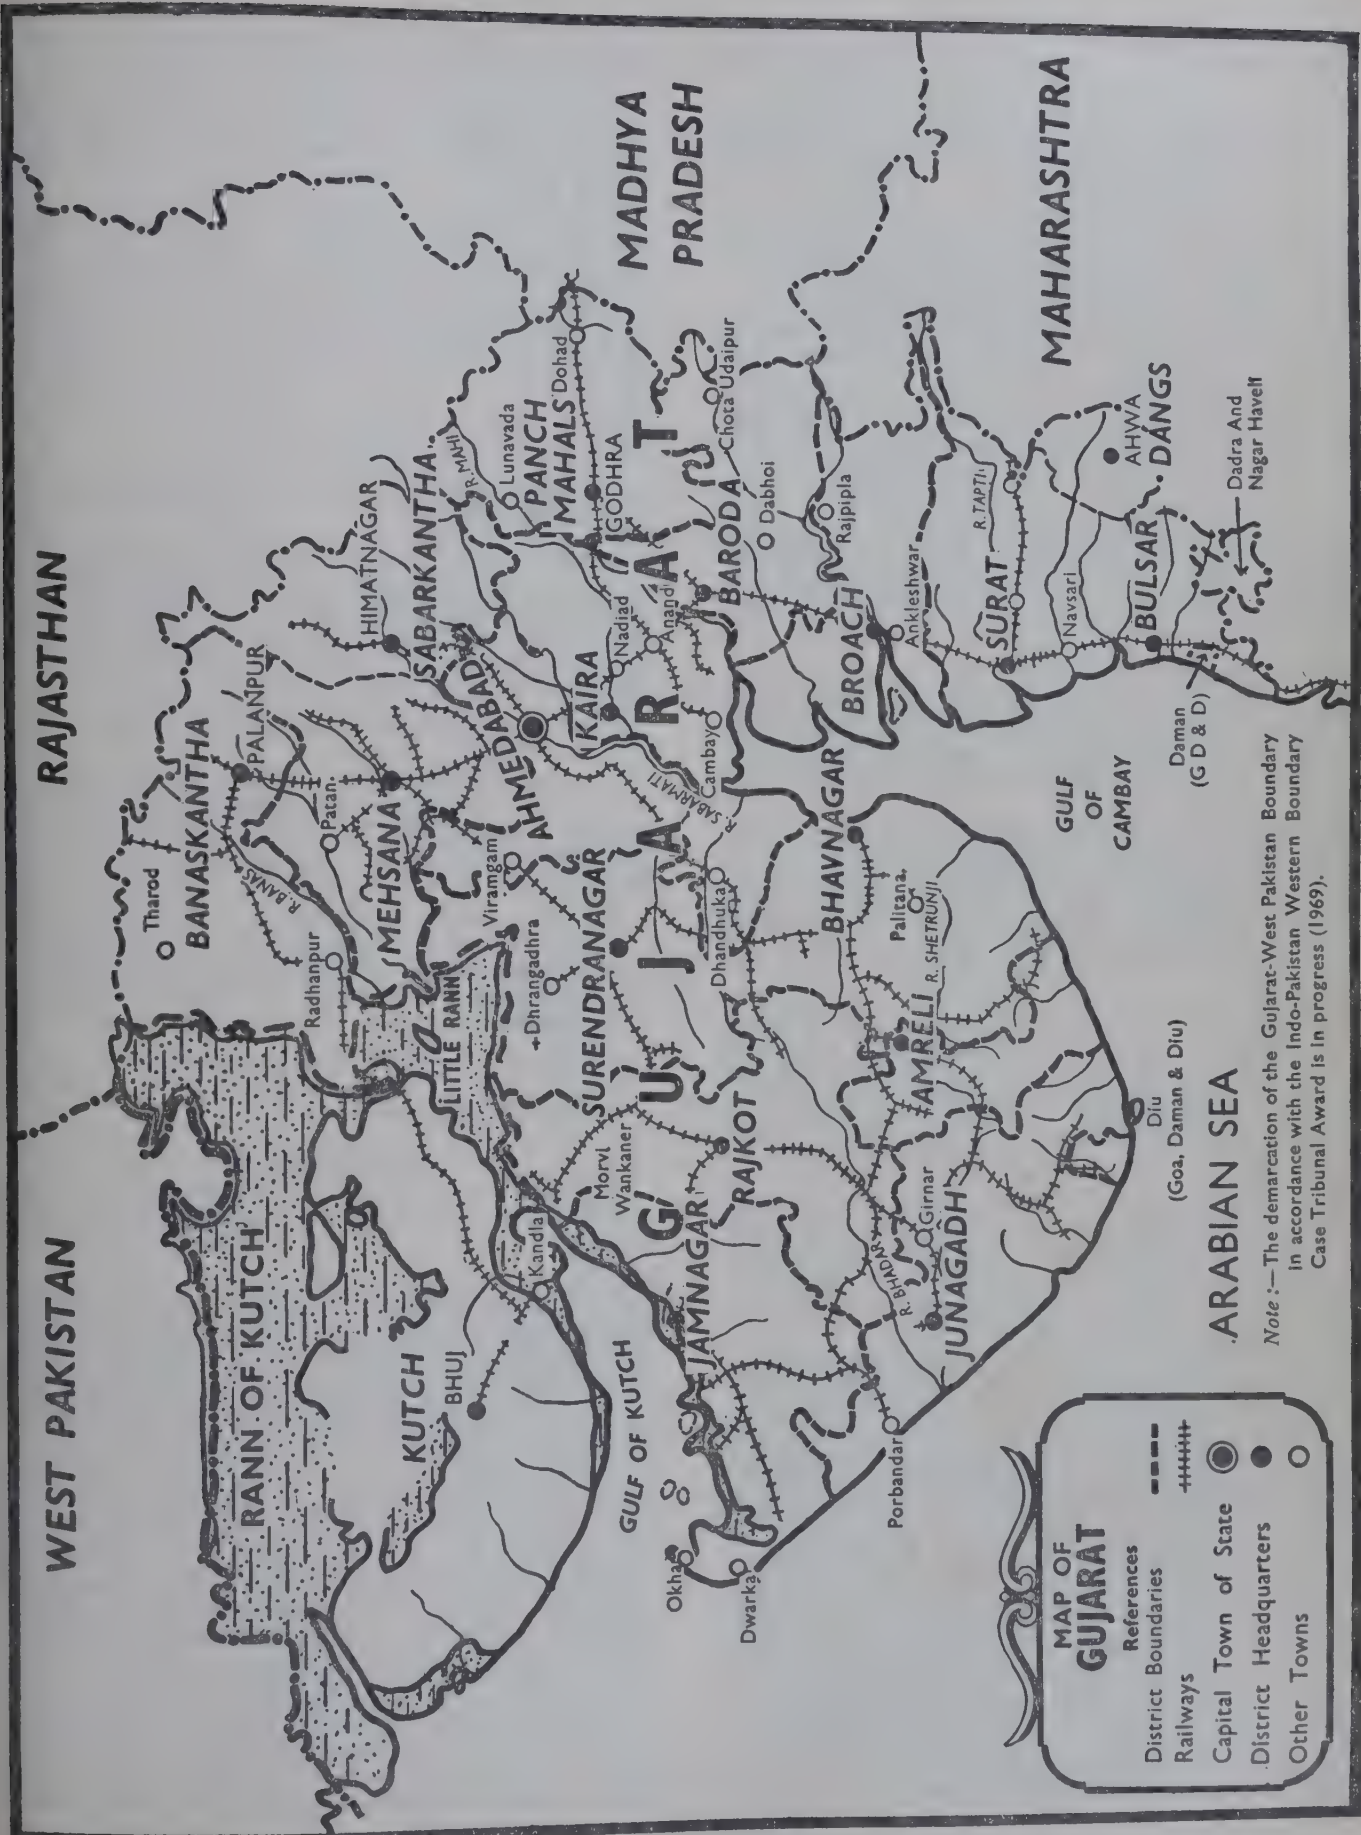 WEST PAKISTAN
RAJASTHAN
RANN OF KUTCH
Tharod
BANASKANTHA
PALANPUR
R. BANAS
Radhanpur
Patan
MEHSANA
HIMATNAGAR
SABARKANTHA
R. MAHI
Lunavada
PANCH
MAHALS
Dohad
GODHRA
MADHYA
PRADESH
KUTCH
BHUJ
LITTLE RANN
Viramgam
AHMEDABAD
Dhrangadhra
SURENDRANAGAR
KAIRA
Nadiad
Anand
Kandla
Morvi
Wankaner
GULF OF KUTCH
GUJARAT
R. SABARMATI
Cambay
BARODA
Chota Udaipur
Dabhoi
Rajpipla
Okha
Dwarka
JAMNAGAR
RAJKOT
Dhandhuka
BHAVNAGAR
BROACH
Ankleshwar
Palitana
R. SHETRUNJI
AMRELI
R. BHADAR
Girnar
JUNAGADH
Porbandar
R. TAPTI
SURAT
Navsari
MAHARASHTRA
AHWA
DANGS
BULSAR
Dadra And
Nagar Haveli
Daman
(G D & D)
GULF
OF
CAMBAY
Diu
(Goa, Daman & Diu)
ARABIAN SEA
Note :—The demarcation of the Gujarat-West Pakistan Boundary
in accordance with the Indo-Pakistan Western Boundary
Case Tribunal Award is in progress (1969).
MAP OF
GUJARAT
References
District Boundaries
Railways
Capital Town of State
District Headquarters
Other Towns